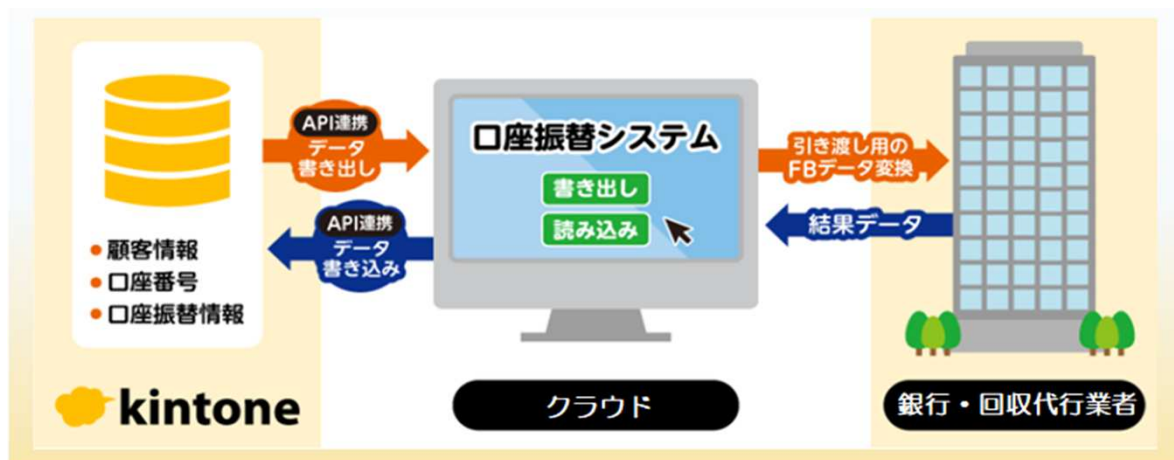 API連携
データ
書き出し
API連携
データ
書き込み
• 顧客情報
• 口座番号
• 口座振替情報
kintone
口座振替システム
書き出し
読み込み
クラウド
引き渡し用の
FBデータ変換
結果データ
銀行・回収代行業者